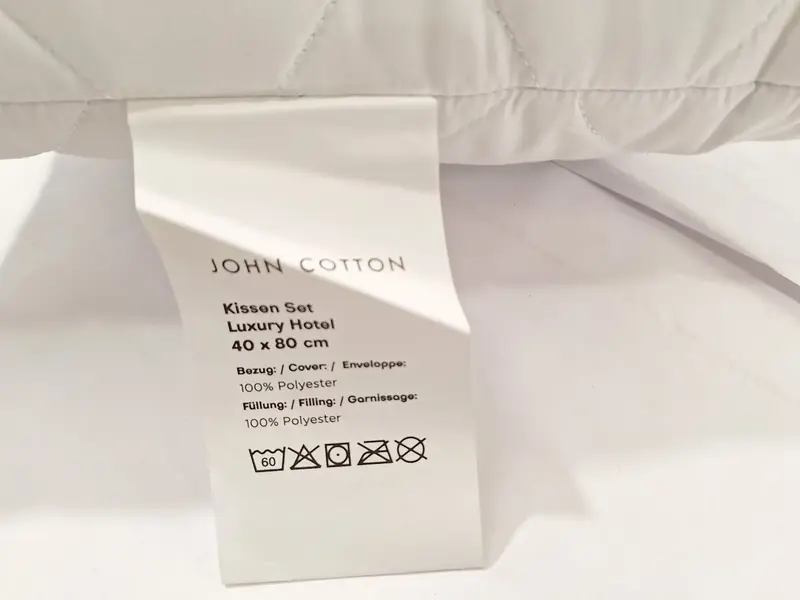 JOHN COTTON
Kissen Set
Luxury Hotel
40 x 80 cm
Bezug: / Cover: / Enveloppe:
100% Polyester
Füllung: / Filling: / Garnissage:
100% Polyester
60